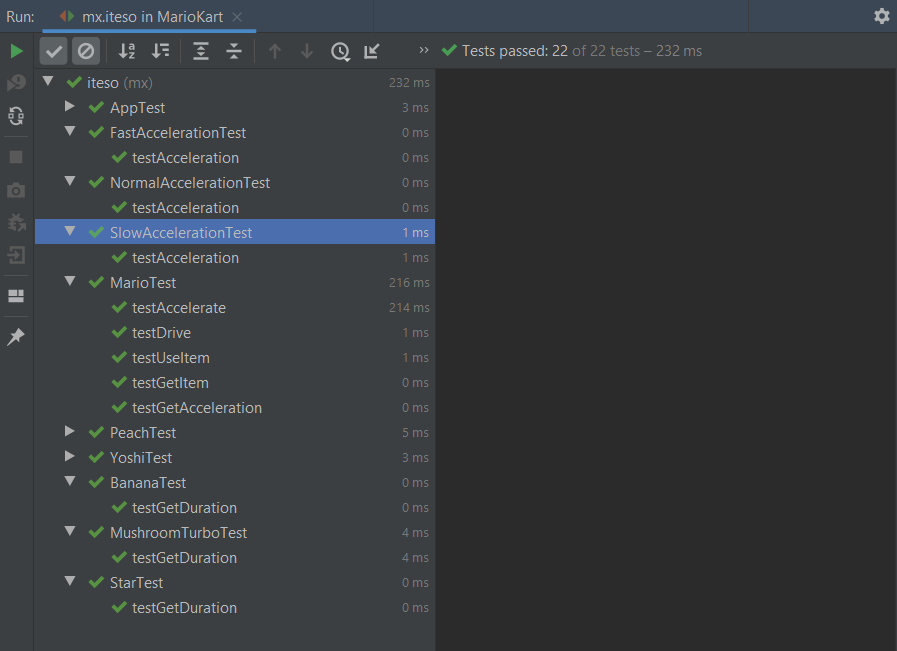 Run: mx.iteso in MarioKart
Tests passed: 22 of 22 tests – 232 ms
iteso (mx) 232 ms
AppTest 3 ms
FastAccelerationTest 0 ms
testAcceleration 0 ms
NormalAccelerationTest 0 ms
testAcceleration 0 ms
SlowAccelerationTest 1 ms
testAcceleration 1 ms
MarioTest 216 ms
testAccelerate 214 ms
testDrive 1 ms
testUseItem 1 ms
testGetItem 0 ms
testGetAcceleration 0 ms
PeachTest 5 ms
YoshiTest 3 ms
BananaTest 0 ms
testGetDuration 0 ms
MushroomTurboTest 4 ms
testGetDuration 4 ms
StarTest 0 ms
testGetDuration 0 ms